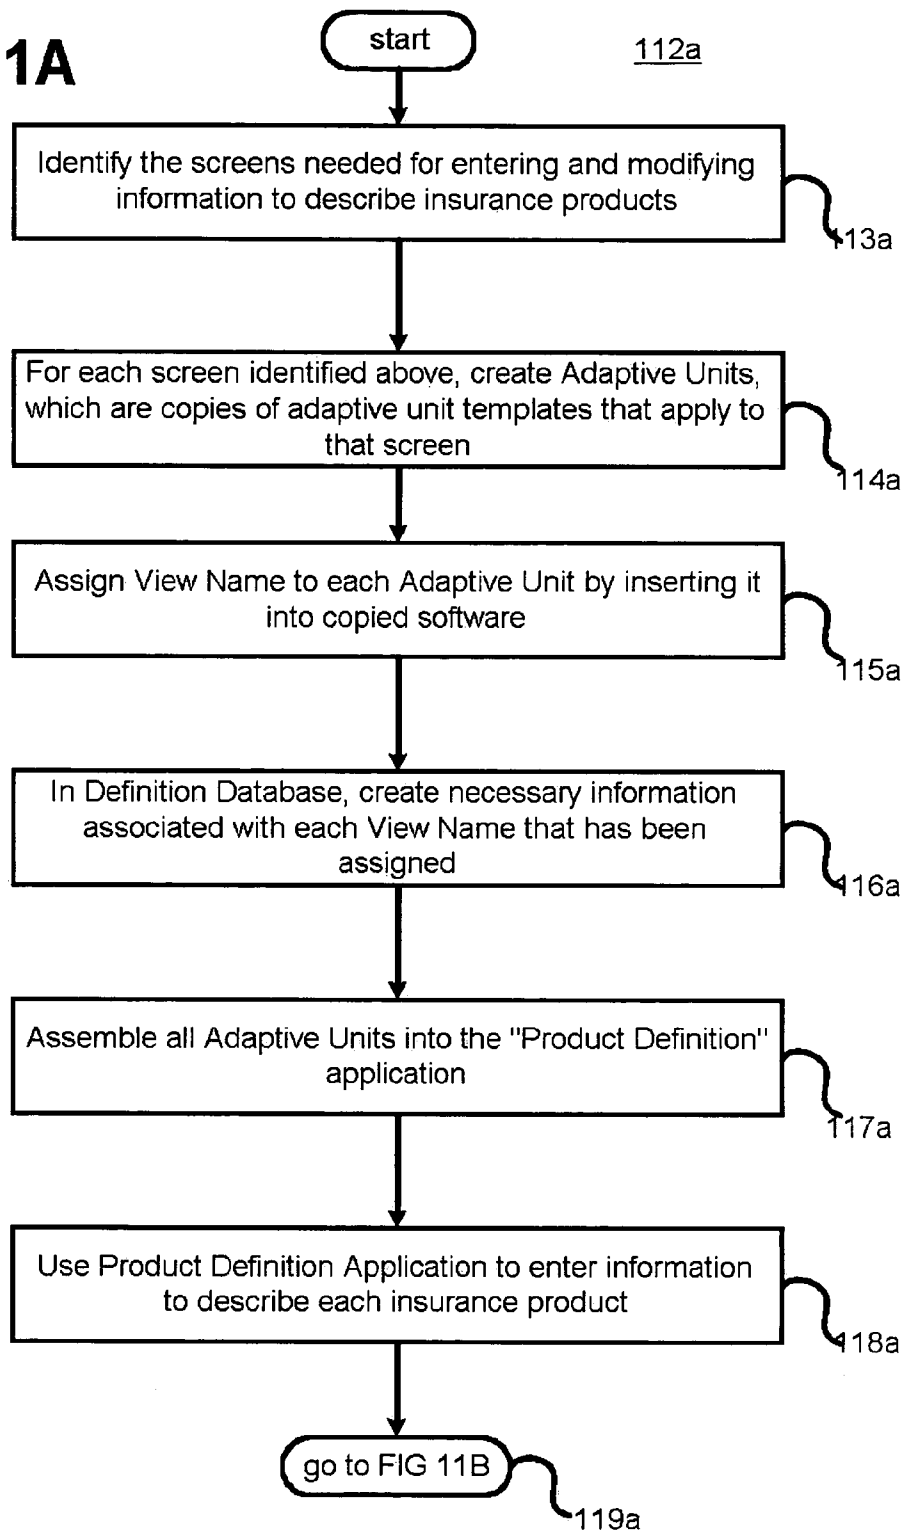 1A
start
112a
Identify the screens needed for entering and modifying
information to describe insurance products
113a
For each screen identified above, create Adaptive Units,
which are copies of adaptive unit templates that apply to
that screen
114a
Assign View Name to each Adaptive Unit by inserting it
into copied software
115a
In Definition Database, create necessary information
associated with each View Name that has been
assigned
116a
Assemble all Adaptive Units into the "Product Definition"
application
117a
Use Product Definition Application to enter information
to describe each insurance product
118a
go to FIG 11B
119a